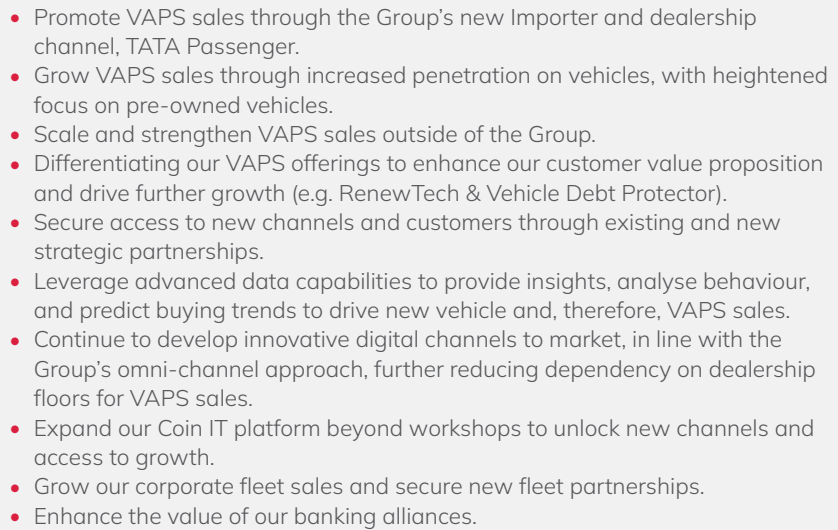 • Promote VAPS sales through the Group's new Importer and dealership
channel, TATA Passenger.
• Grow VAPS sales through increased penetration on vehicles, with heightened
focus on pre-owned vehicles.
• Scale and strengthen VAPS sales outside of the Group.
• Differentiating our VAPS offerings to enhance our customer value proposition
and drive further growth (e.g. RenewTech & Vehicle Debt Protector).
• Secure access to new channels and customers through existing and new
strategic partnerships.
• Leverage advanced data capabilities to provide insights, analyse behaviour,
and predict buying trends to drive new vehicle and, therefore, VAPS sales.
• Continue to develop innovative digital channels to market, in line with the
Group's omni-channel approach, further reducing dependency on dealership
floors for VAPS sales.
• Expand our Coin IT platform beyond workshops to unlock new channels and
access to growth.
• Grow our corporate fleet sales and secure new fleet partnerships.
• Enhance the value of our banking alliances.